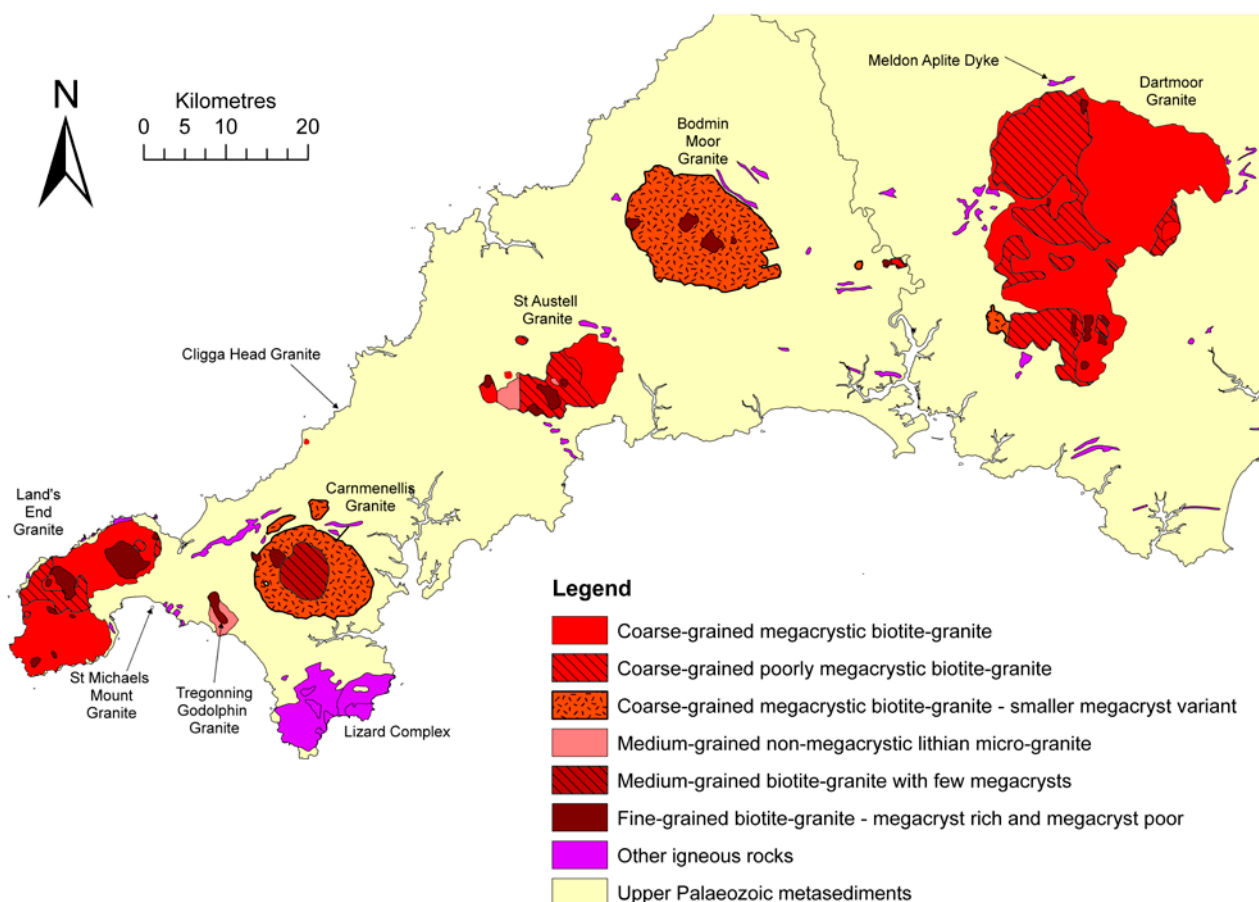 Meldon Aplite Dyke
Dartmoor
Granite
N
Kilometres
0 5 10 20
Bodmin
Moor
Granite
St Austell
Granite
Cligga Head Granite
Land's
End
Granite
Carnmenellis
Granite
St Michaels
Mount
Granite
Tregonning
Godolphin
Granite
Lizard Complex
Legend
Coarse-grained megacrystic biotite-granite
Coarse-grained poorly megacrystic biotite-granite
Coarse-grained megacrystic biotite-granite - smaller megacryst variant
Medium-grained non-megacrystic lithian micro-granite
Medium-grained biotite-granite with few megacrysts
Fine-grained biotite-granite - megacryst rich and megacryst poor
Other igneous rocks
Upper Palaeozoic metasediments